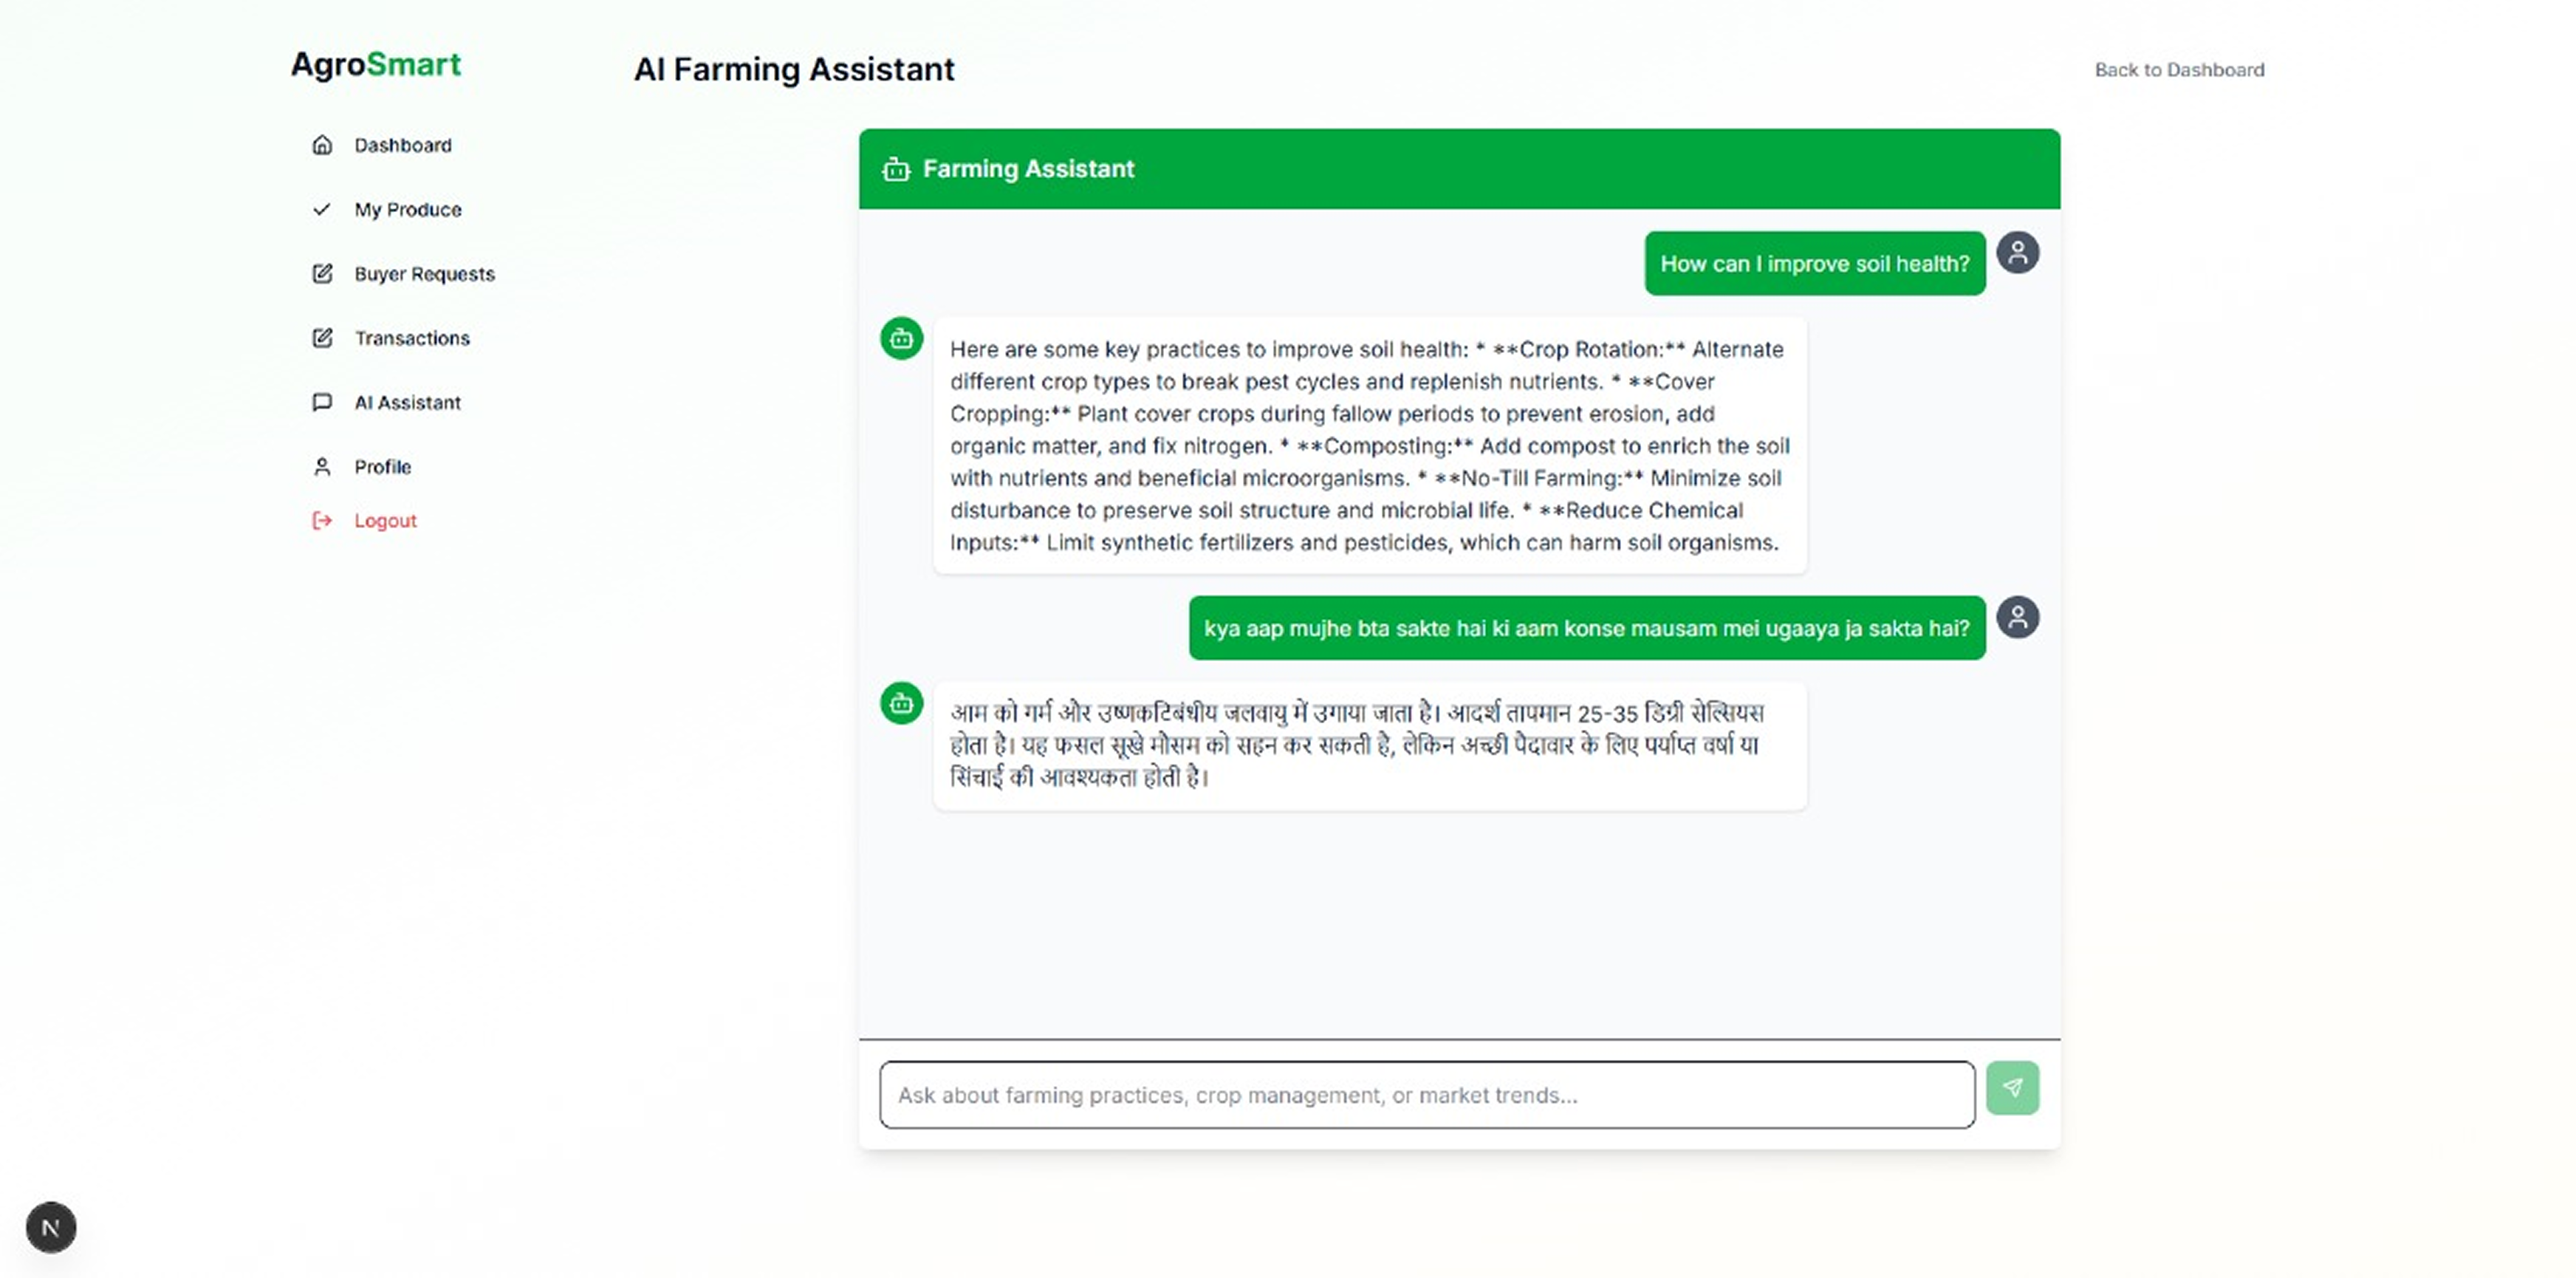 AgroSmart
AI Farming Assistant
Back to Dashboard
Dashboard
My Produce
Buyer Requests
Transactions
AI Assistant
Profile
Logout
Farming Assistant
How can I improve soil health?
Here are some key practices to improve soil health: * **Crop Rotation:** Alternate
different crop types to break pest cycles and replenish nutrients. * **Cover
Cropping:** Plant cover crops during fallow periods to prevent erosion, add
organic matter, and fix nitrogen. * **Composting:** Add compost to enrich the soil
with nutrients and beneficial microorganisms. * **No-Till Farming:** Minimize soil
disturbance to preserve soil structure and microbial life. * **Reduce Chemical
Inputs:** Limit synthetic fertilizers and pesticides, which can harm soil organisms.
kya aap mujhe bta sakte hai ki aam konse mausam mei ugaaya ja sakta hai?
आम को गर्म और उष्णकटिबंधीय जलवायु में उगाया जाता है। आदर्श तापमान 25-35 डिग्री सेल्सियस
होता है। यह फसल सूखे मौसम को सहन कर सकती है, लेकिन अच्छी पैदावार के लिए पर्याप्त वर्षा या
सिंचाई की आवश्यकता होती है।
Ask about farming practices, crop management, or market trends...
N